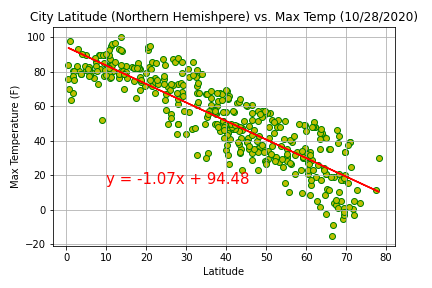 City Latitude (Northern Hemishpere) vs. Max Temp (10/28/2020)
100
80
60
40
20
0
−20
Max Temperature (F)
y = -1.07x + 94.48
0 10 20 30 40 50 60 70 80
Latitude